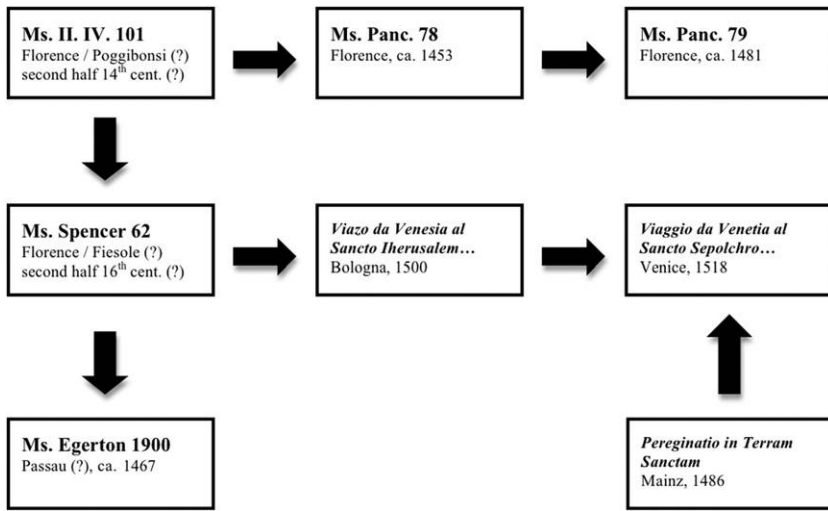 Ms. II. IV. 101
Florence / Poggibonsi (?)
second half 14th cent. (?)
Ms. Panc. 78
Florence, ca. 1453
Ms. Panc. 79
Florence, ca. 1481
Ms. Spencer 62
Florence / Fiesole (?)
second half 16th cent. (?)
Viazo da Venesia al
Sancto Iherusalem…
Bologna, 1500
Viaggio da Venetia al
Sancto Sepolchro…
Venice, 1518
Ms. Egerton 1900
Passau (?), ca. 1467
Pereginatio in Terram
Sanctam
Mainz, 1486